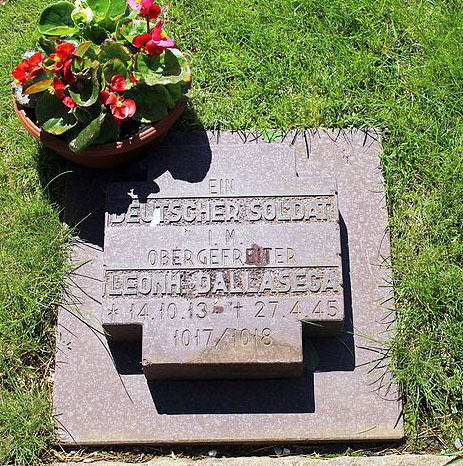 EIN
DEUTSCHER SOLDAT
OBERGEFREITER
LEONH. DALLASEGA
* 14.10.13 † 27.4.45
1017/1018